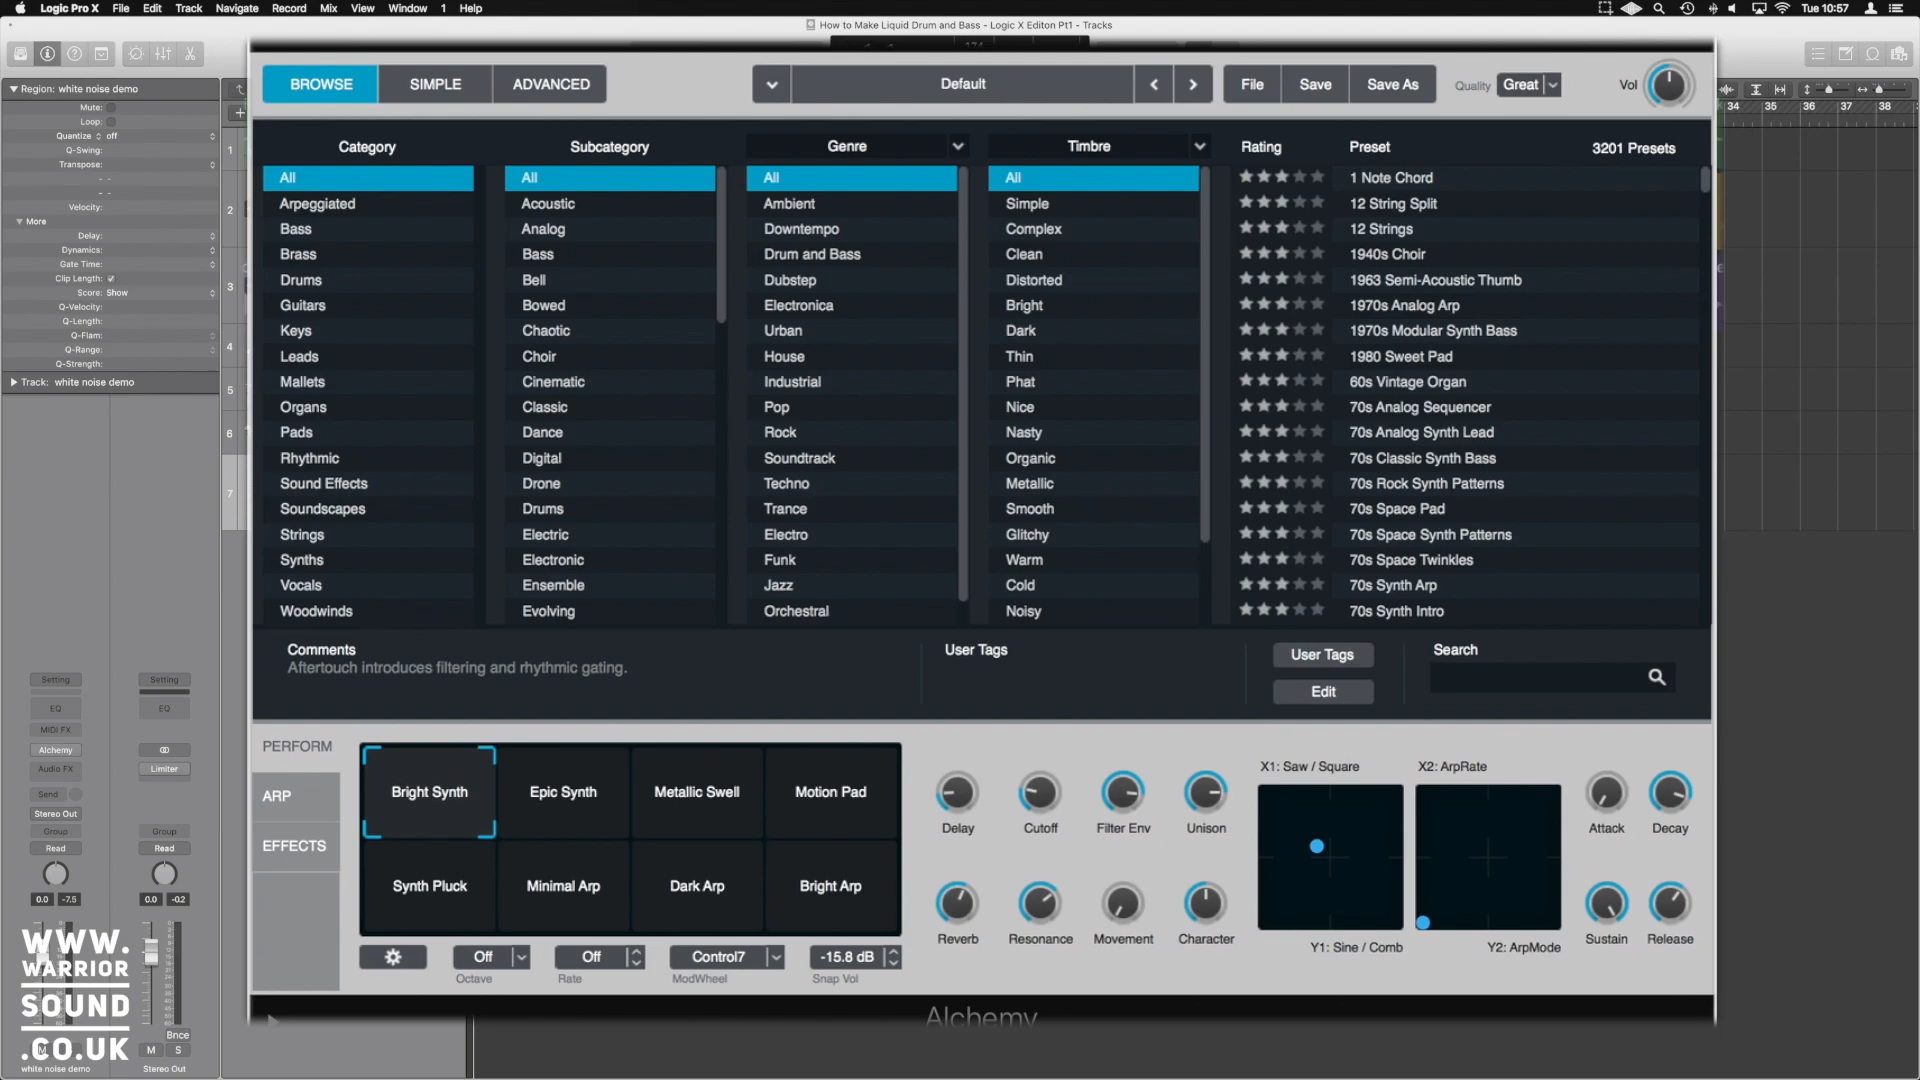 Logic Pro X File Edit Track Navigate Record Mix View Window 1 Help
Tue 10:57
How to Make Liquid Drum and Bass - Logic X Editon Pt1 - Tracks
Region: white noise demo
Mute:
Loop:
Quantize off
Q-Swing:
Transpose:
Velocity:
More
Delay:
Dynamics:
Gate Time:
Clip Length:
Score: Show
Q-Velocity:
Q-Length:
Q-Flam:
Q-Range:
Q-Strength:
Track: white noise demo
1
2
3
4
5
6
7
34 35 36 37 38
BROWSE SIMPLE ADVANCED
Default
File Save Save As
Quality Great
Vol
Category Subcategory Genre Timbre Rating Preset 3201 Presets
All All All All 1 Note Chord
Arpeggiated Acoustic Ambient Simple 12 String Split
Bass Analog Downtempo Complex 12 Strings
Brass Bass Drum and Bass Clean 1940s Choir
Drums Bell Dubstep Distorted 1963 Semi-Acoustic Thumb
Guitars Bowed Electronica Bright 1970s Analog Arp
Keys Chaotic Urban Dark 1970s Modular Synth Bass
Leads Choir House Thin 1980 Sweet Pad
Mallets Cinematic Industrial Phat 60s Vintage Organ
Organs Classic Pop Nice 70s Analog Sequencer
Pads Dance Rock Nasty 70s Analog Synth Lead
Rhythmic Digital Soundtrack Organic 70s Classic Synth Bass
Sound Effects Drone Techno Metallic 70s Rock Synth Patterns
Soundscapes Drums Trance Smooth 70s Space Pad
Strings Electric Electro Glitchy 70s Space Synth Patterns
Synths Electronic Funk Warm 70s Space Twinkles
Vocals Ensemble Jazz Cold 70s Synth Arp
Woodwinds Evolving Orchestral Noisy 70s Synth Intro
Comments
Aftertouch introduces filtering and rhythmic gating.
User Tags
User Tags
Edit
Search
PERFORM
ARP
EFFECTS
Bright Synth Epic Synth Metallic Swell Motion Pad
Synth Pluck Minimal Arp Dark Arp Bright Arp
Off Off Control7 -15.8 dB
Octave Rate ModWheel Snap Vol
Delay Cutoff Filter Env Unison
Reverb Resonance Movement Character
X1: Saw / Square X2: ArpRate
Y1: Sine / Comb Y2: ArpMode
Attack Decay
Sustain Release
Alchemy
Setting Setting
EQ EQ
MIDI FX
Alchemy
Audio FX Limiter
Send
Stereo Out
Group Group
Read Read
0.0 -7.5 0.0 -0.2
Bnce
M M S
white noise demo Stereo Out
WWW.
WARRIOR
SOUND
.CO.UK